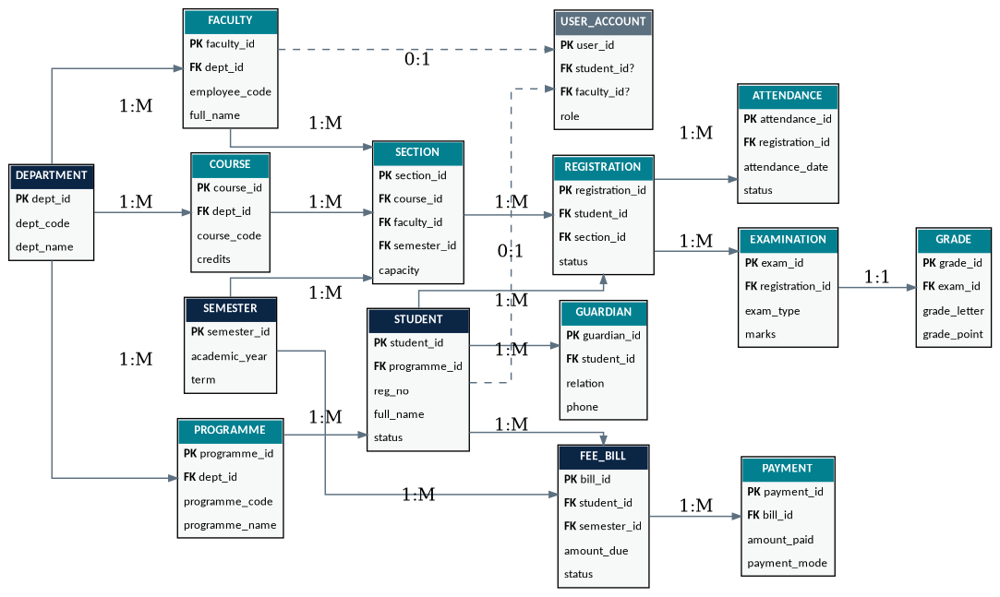 FACULTY
PK faculty_id
FK dept_id
employee_code
full_name
USER_ACCOUNT
PK user_id
FK student_id?
FK faculty_id?
role
0:1
ATTENDANCE
PK attendance_id
FK registration_id
attendance_date
status
1:M
1:M
1:M
DEPARTMENT
PK dept_id
dept_code
dept_name
1:M
COURSE
PK course_id
FK dept_id
course_code
credits
1:M
SECTION
PK section_id
FK course_id
FK faculty_id
FK semester_id
capacity
1:M
REGISTRATION
PK registration_id
FK student_id
FK section_id
status
1:M
EXAMINATION
PK exam_id
FK registration_id
exam_type
marks
1:1
GRADE
PK grade_id
FK exam_id
grade_letter
grade_point
0:1
1:M
1:M
SEMESTER
PK semester_id
academic_year
term
STUDENT
PK student_id
FK programme_id
reg_no
full_name
status
1:M
GUARDIAN
PK guardian_id
FK student_id
relation
phone
1:M
1:M
1:M
PROGRAMME
PK programme_id
FK dept_id
programme_code
programme_name
1:M
FEE_BILL
PK bill_id
FK student_id
FK semester_id
amount_due
status
1:M
PAYMENT
PK payment_id
FK bill_id
amount_paid
payment_mode